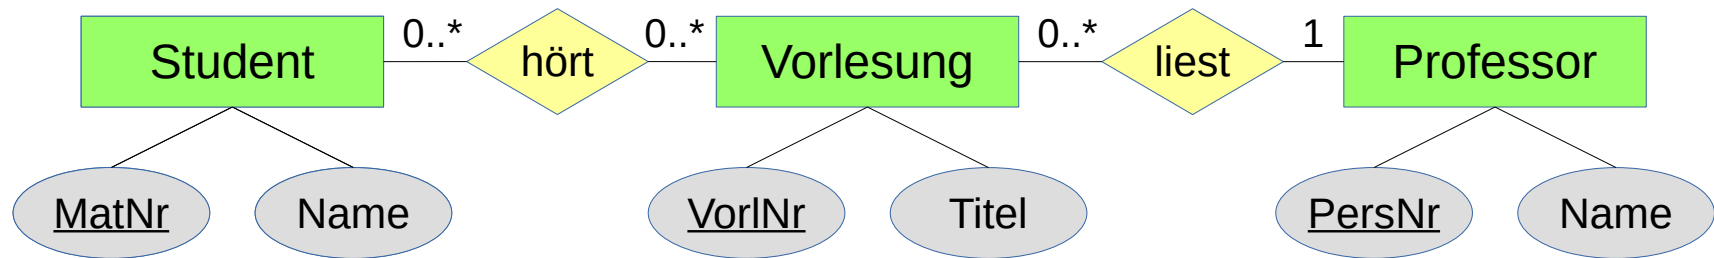 Student 0..* hört 0..* Vorlesung 0..* liest 1 Professor
MatNr Name VorlNr Titel PersNr Name